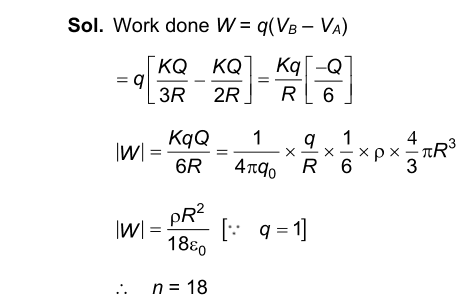 Sol. Work done W = q(V_B – V_A)
= q[KQ/3R − KQ/2R] = Kq/R[−Q/6]
|W| = KqQ/6R = 1/4πq₀ × q/R × 1/6 × ρ × 4/3 πR³
|W| = ρR²/18ε₀ [∵ q = 1]
∴ n = 18